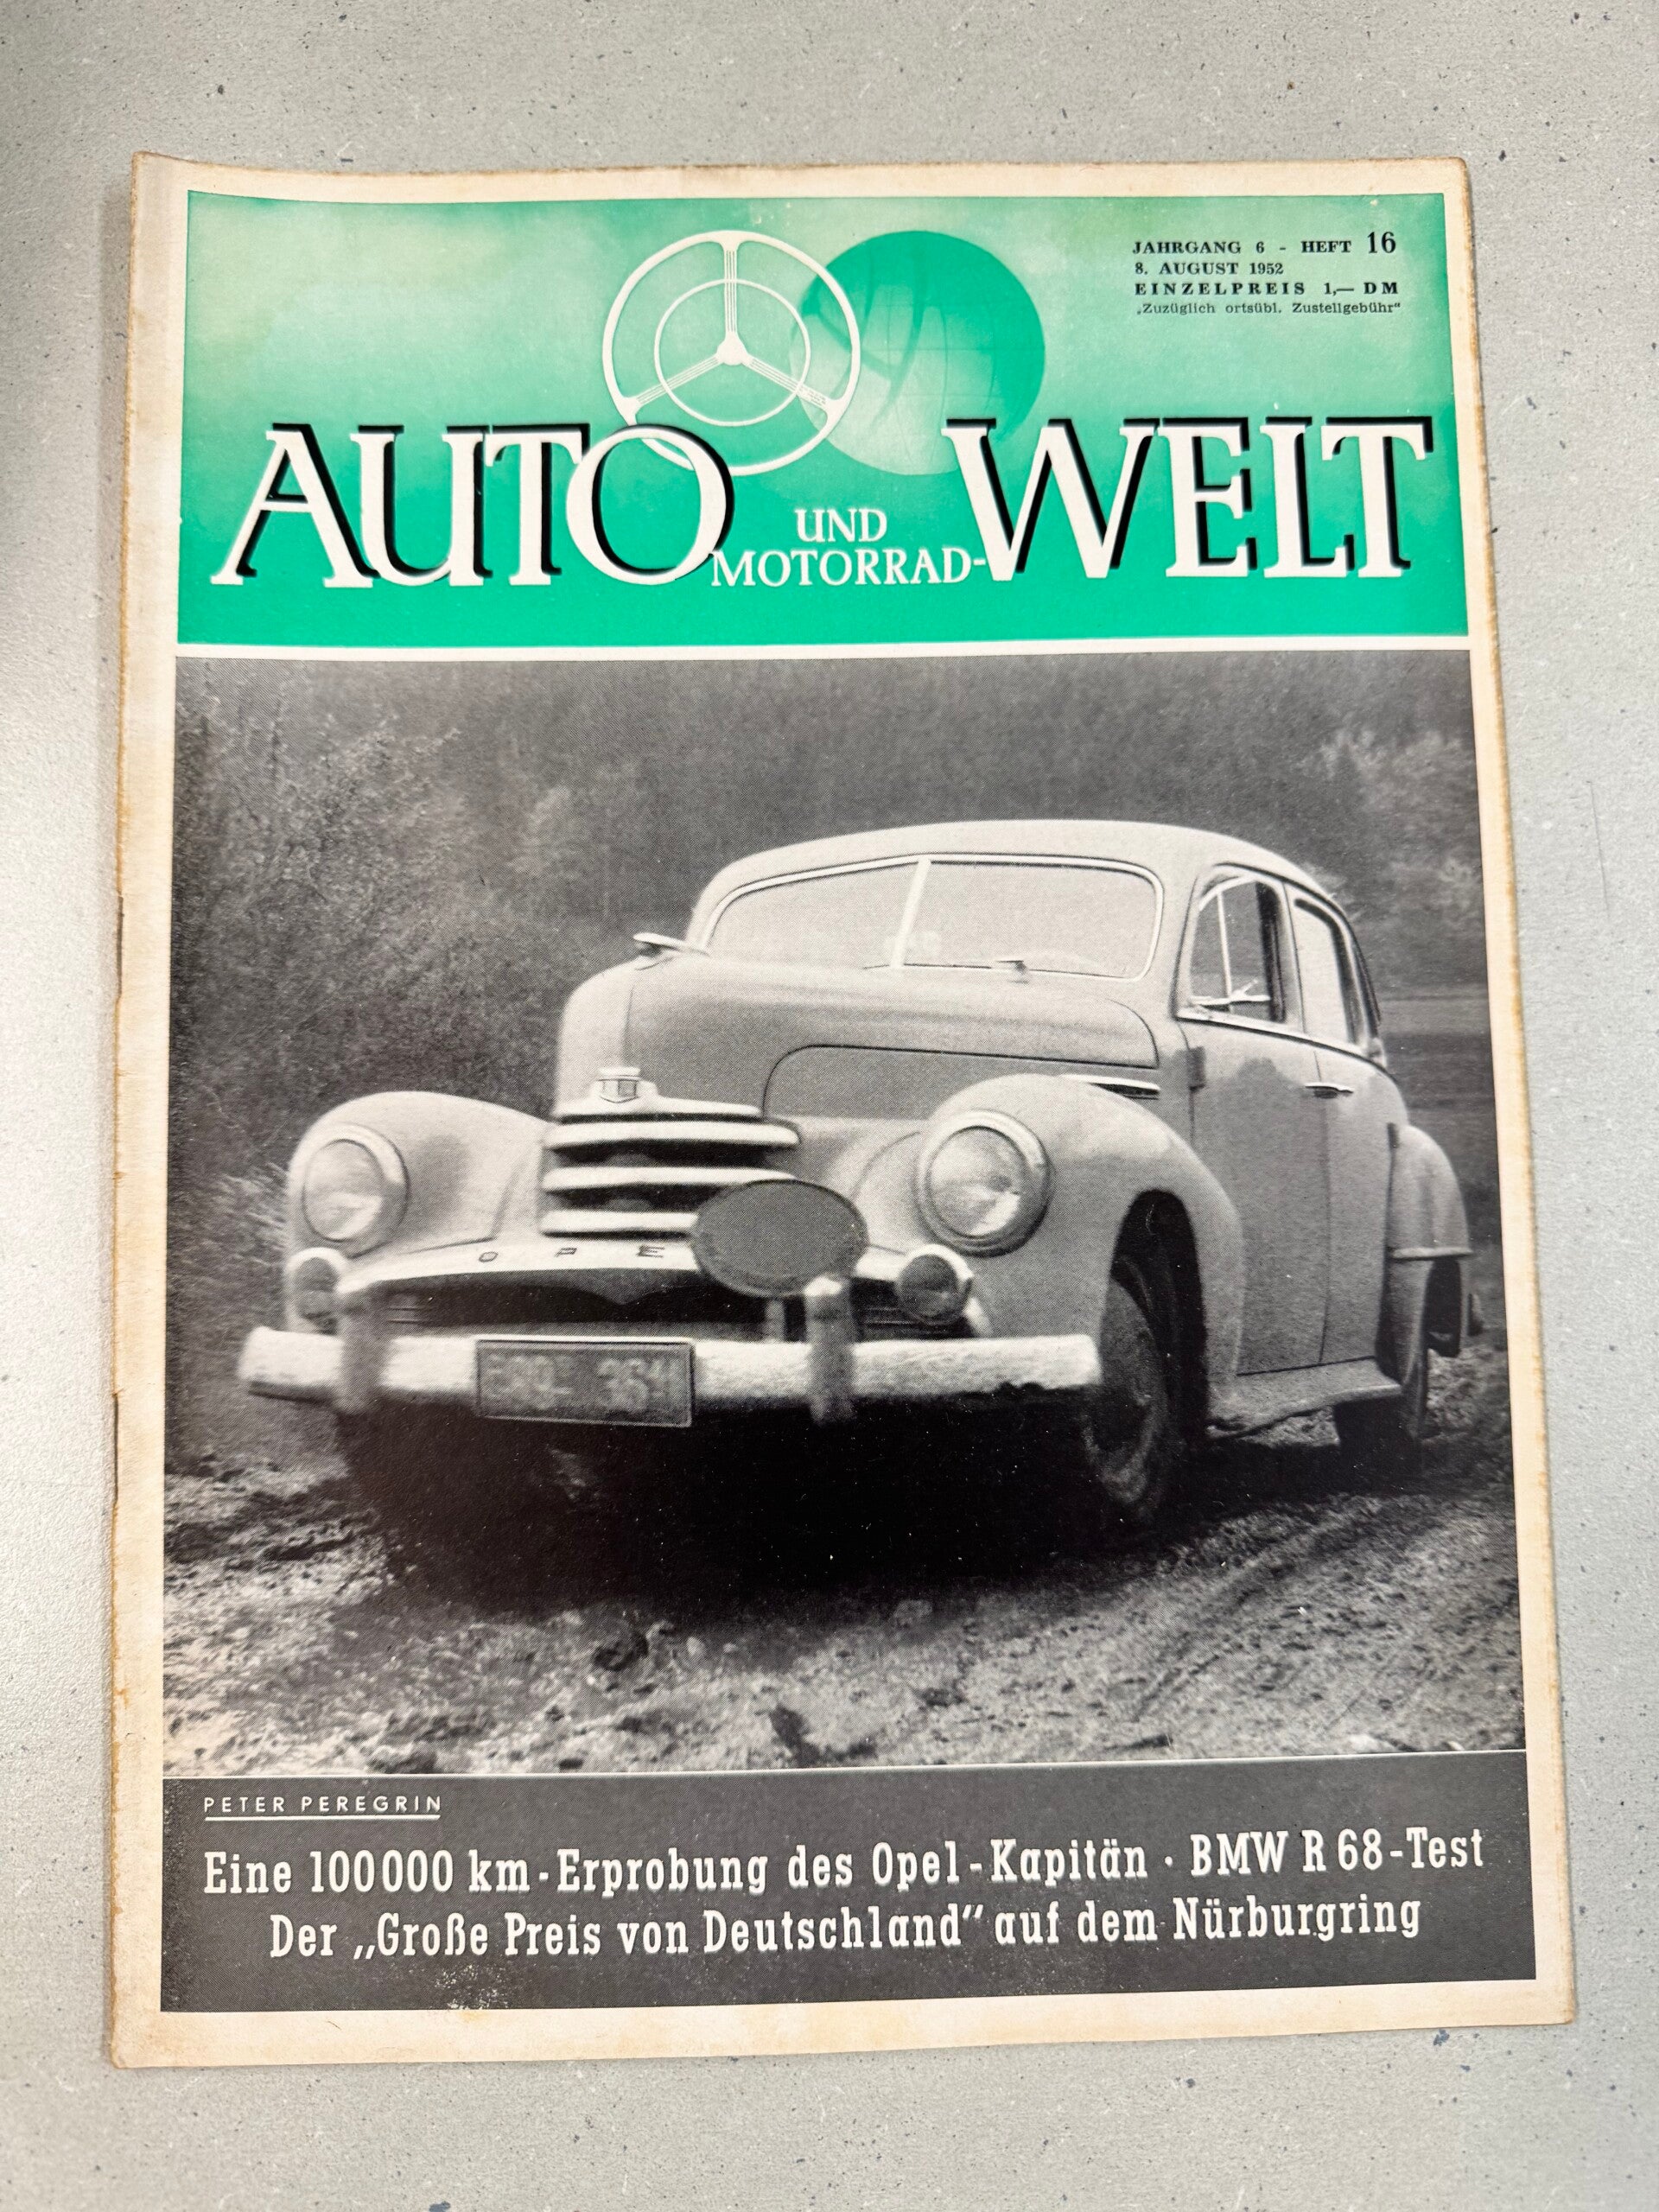 JAHRGANG 6 - HEFT 16
8. AUGUST 1952
EINZELPREIS 1,— DM
„Zuzüglich ortsübl. Zustellgebühr“
AUTO UND MOTORRAD-WELT
OPE
PETER PEREGRIN
Eine 100000 km-Erprobung des Opel-Kapitän · BMW R 68-Test
Der „Große Preis von Deutschland“ auf dem Nürburgring